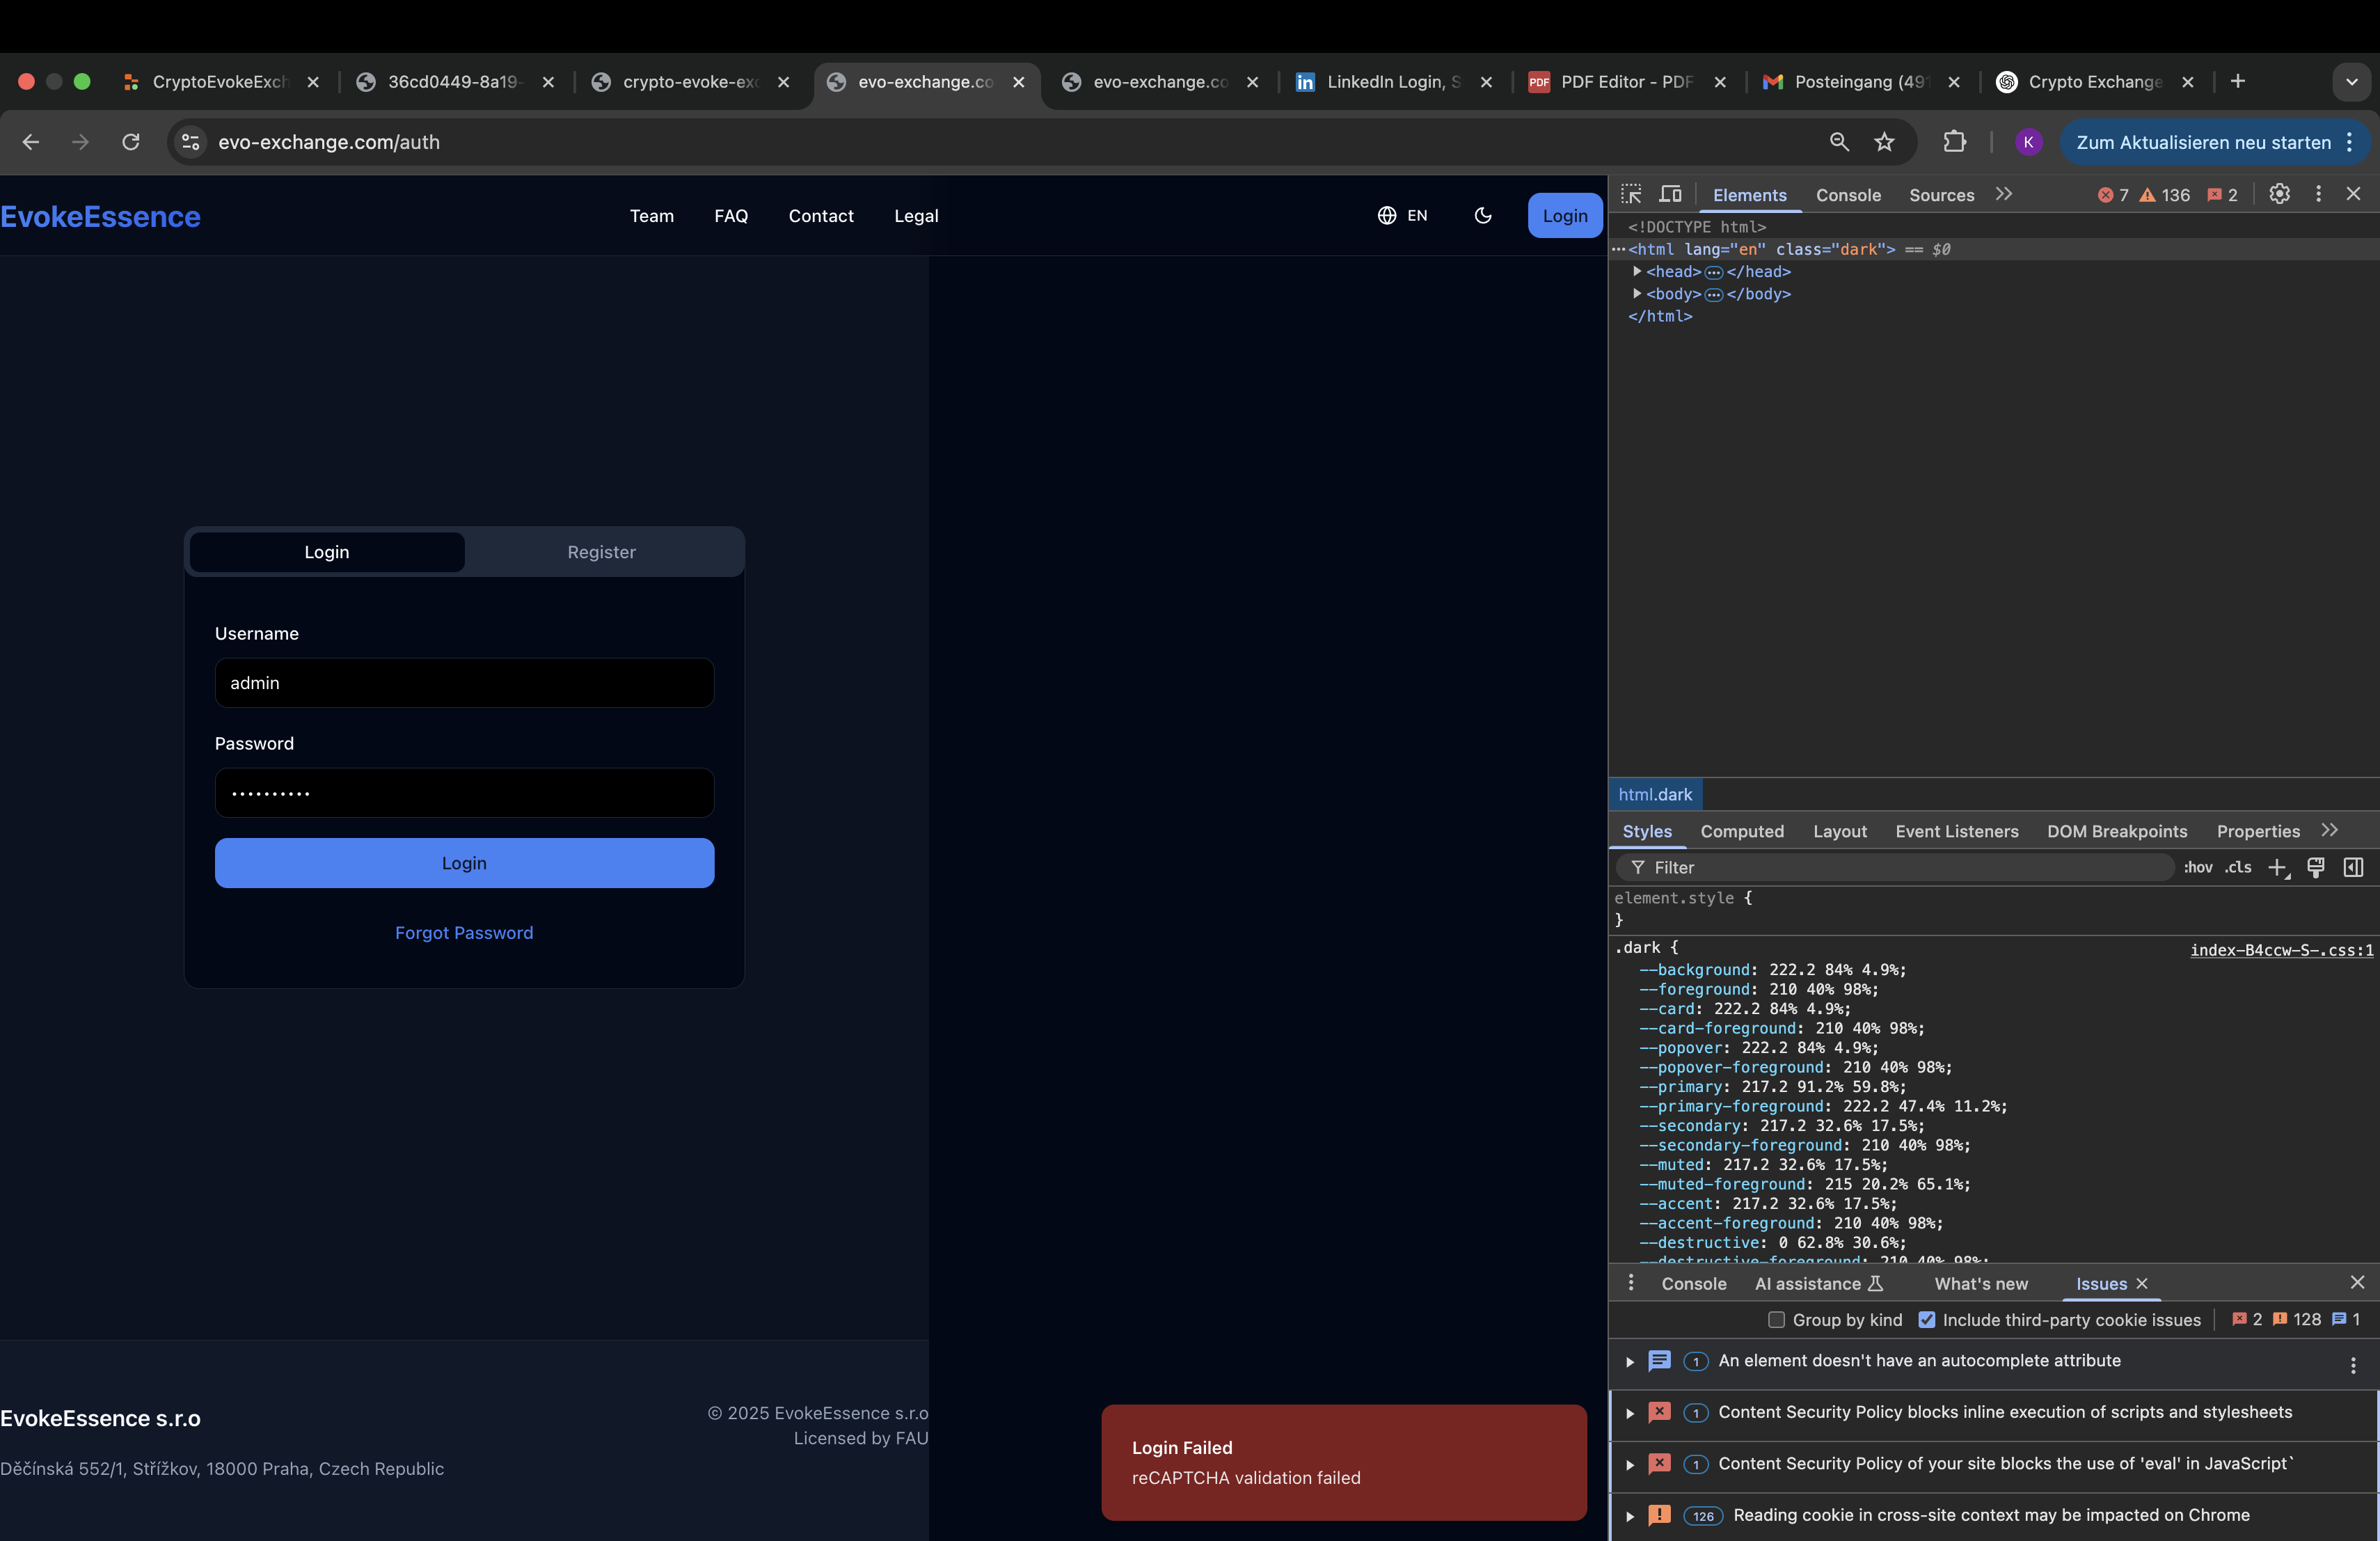 CryptoEvokeExch
36cd0449-8a19-
crypto-evoke-exc
evo-exchange.co
evo-exchange.co
LinkedIn Login, S
PDF
PDF Editor - PDF
Posteingang (491
Crypto Exchange
evo-exchange.com/auth
K
Zum Aktualisieren neu starten
EvokeEssence
Team
FAQ
Contact
Legal
EN
Login
Login
Register
Username
admin
Password
••••••••••
Login
Forgot Password
EvokeEssence s.r.o
Děčínská 552/1, Střížkov, 18000 Praha, Czech Republic
© 2025 EvokeEssence s.r.o
Licensed by FAU
Login Failed
reCAPTCHA validation failed
Elements
Console
Sources
7
136
2
<!DOCTYPE html>
<html lang="en" class="dark"> == $0
<head> </head>
<body> </body>
</html>
html.dark
Styles
Computed
Layout
Event Listeners
DOM Breakpoints
Properties
Filter
:hov
.cls
element.style {
}
.dark {
index-B4ccw-S-.css:1
--background: 222.2 84% 4.9%;
--foreground: 210 40% 98%;
--card: 222.2 84% 4.9%;
--card-foreground: 210 40% 98%;
--popover: 222.2 84% 4.9%;
--popover-foreground: 210 40% 98%;
--primary: 217.2 91.2% 59.8%;
--primary-foreground: 222.2 47.4% 11.2%;
--secondary: 217.2 32.6% 17.5%;
--secondary-foreground: 210 40% 98%;
--muted: 217.2 32.6% 17.5%;
--muted-foreground: 215 20.2% 65.1%;
--accent: 217.2 32.6% 17.5%;
--accent-foreground: 210 40% 98%;
--destructive: 0 62.8% 30.6%;
--destructive-foreground: 210 40% 98%;
Console
AI assistance
What's new
Issues
Group by kind
Include third-party cookie issues
2
128
1
1 An element doesn't have an autocomplete attribute
1 Content Security Policy blocks inline execution of scripts and stylesheets
1 Content Security Policy of your site blocks the use of 'eval' in JavaScript`
126 Reading cookie in cross-site context may be impacted on Chrome